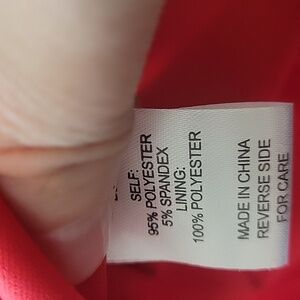 SELF:
95% POLYESTER
5% SPANDEX
LINING:
100% POLYESTER
MADE IN CHINA
REVERSE SIDE
FOR CARE